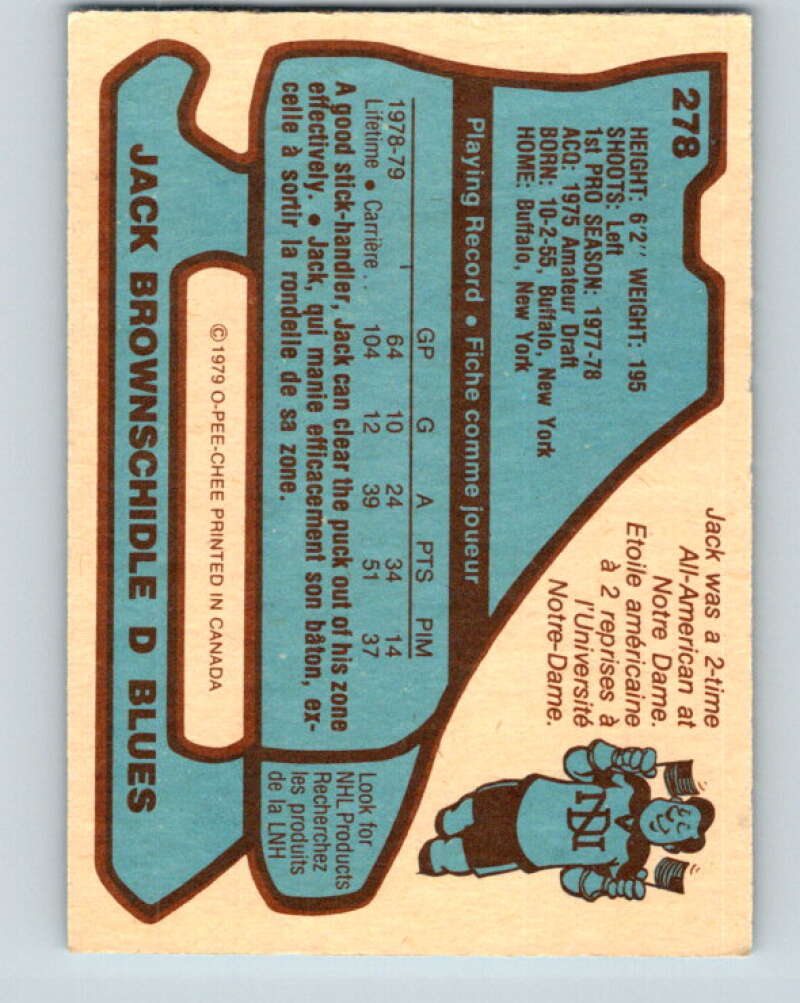 278
HEIGHT: 6'2" WEIGHT: 195
SHOOTS: Left
1st PRO SEASON: 1977-78
ACQ: 1975 Amateur Draft
BORN: 10-2-55, Buffalo, New York
HOME: Buffalo, New York
Jack was a 2-time
All-American at
Notre Dame.
Etoile américaine
à 2 reprises à
l'Université
Notre-Dame.
ND
Playing Record • Fiche comme joueur
GP G A PTS PIM
1978-79 64 10 24 34 14
Lifetime • Carrière . . 104 12 39 51 37
A good stick-handler, Jack can clear the puck out of his zone
effectively. • Jack, qui manie efficacement son bâton, ex-
celle à sortir la rondelle de sa zone.
Look for
NHL Products
Recherchez
les produits
de la LNH
©1979 O-PEE-CHEE PRINTED IN CANADA
JACK BROWNSCHIDLE D BLUES